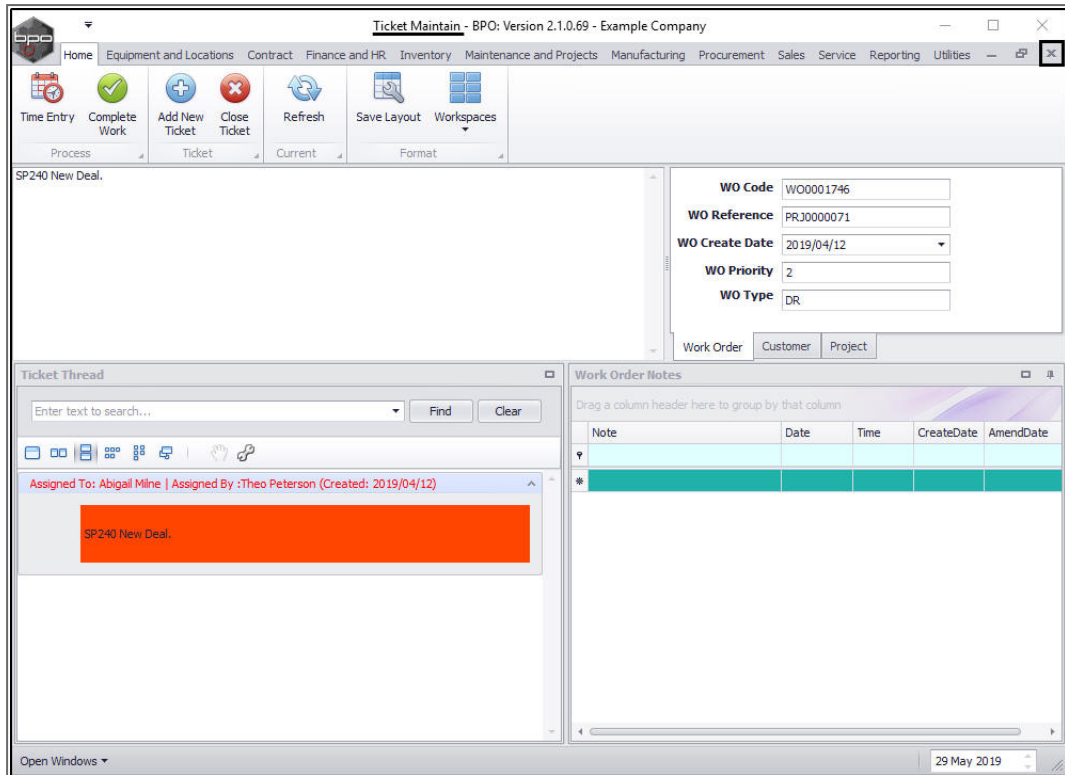 Ticket Maintain - BPO: Version 2.1.0.69 - Example Company
bpo
Home Equipment and Locations Contract Finance and HR Inventory Maintenance and Projects Manufacturing Procurement Sales Service Reporting Utilities
Time Entry Complete Work Add New Ticket Close Ticket Refresh Save Layout Workspaces
Process Ticket Current Format
SP240 New Deal.
WO Code WO0001746
WO Reference PRJ0000071
WO Create Date 2019/04/12
WO Priority 2
WO Type DR
Work Order Customer Project
Ticket Thread
Enter text to search... Find Clear
Assigned To: Abigail Milne | Assigned By :Theo Peterson (Created: 2019/04/12)
SP240 New Deal.
Work Order Notes
Drag a column header here to group by that column
Note Date Time CreateDate AmendDate
Open Windows 29 May 2019